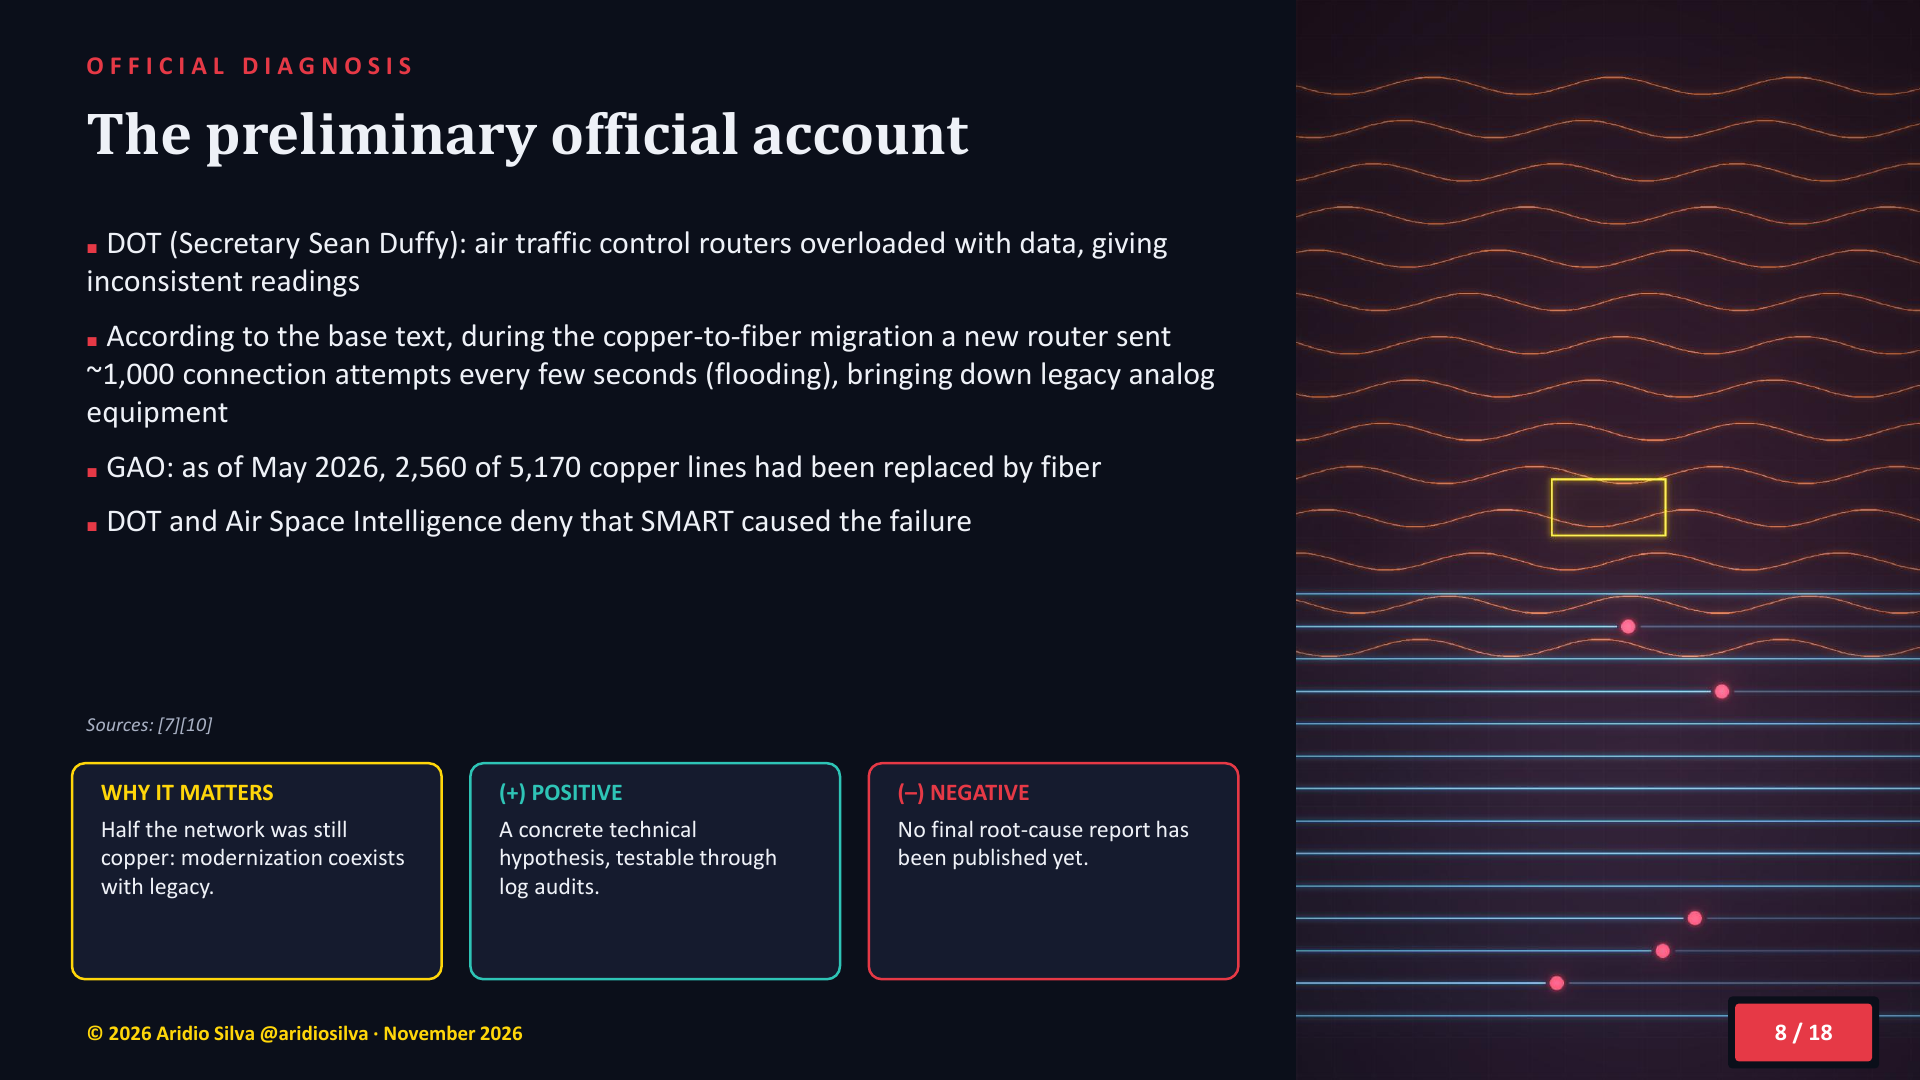 OFFICIAL DIAGNOSIS
The preliminary official account
▪ DOT (Secretary Sean Duffy): air traffic control routers overloaded with data, giving
inconsistent readings
▪ According to the base text, during the copper-to-fiber migration a new router sent
~1,000 connection attempts every few seconds (flooding), bringing down legacy analog
equipment
▪ GAO: as of May 2026, 2,560 of 5,170 copper lines had been replaced by fiber
▪ DOT and Air Space Intelligence deny that SMART caused the failure
Sources: [7][10]
WHY IT MATTERS
Half the network was still
copper: modernization coexists
with legacy.
(+) POSITIVE
A concrete technical
hypothesis, testable through
log audits.
(–) NEGATIVE
No final root-cause report has
been published yet.
© 2026 Aridio Silva @aridiosilva · November 2026
8 / 18